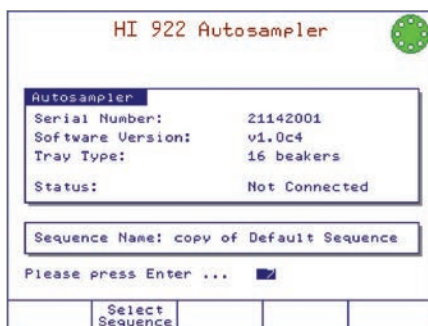 HI 922 Autosampler
Autosampler
Serial Number: 21142001
Software Version: v1.0c4
Tray Type: 16 beakers
Status: Not Connected
Sequence Name: copy of Default Sequence
Please press Enter ...
Select
Sequence